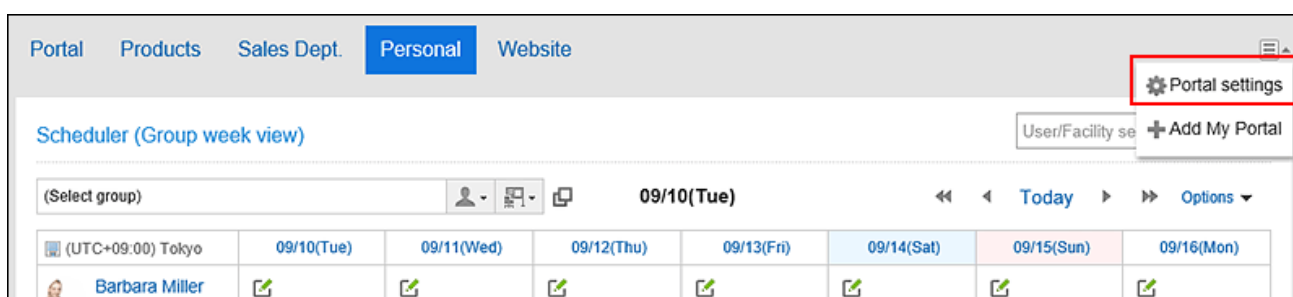 Portal Products Sales Dept. Personal Website
Portal settings
Add My Portal
Scheduler (Group week view)
User/Facility se
(Select group) 09/10(Tue) Today Options
(UTC+09:00) Tokyo 09/10(Tue) 09/11(Wed) 09/12(Thu) 09/13(Fri) 09/14(Sat) 09/15(Sun) 09/16(Mon)
Barbara Miller